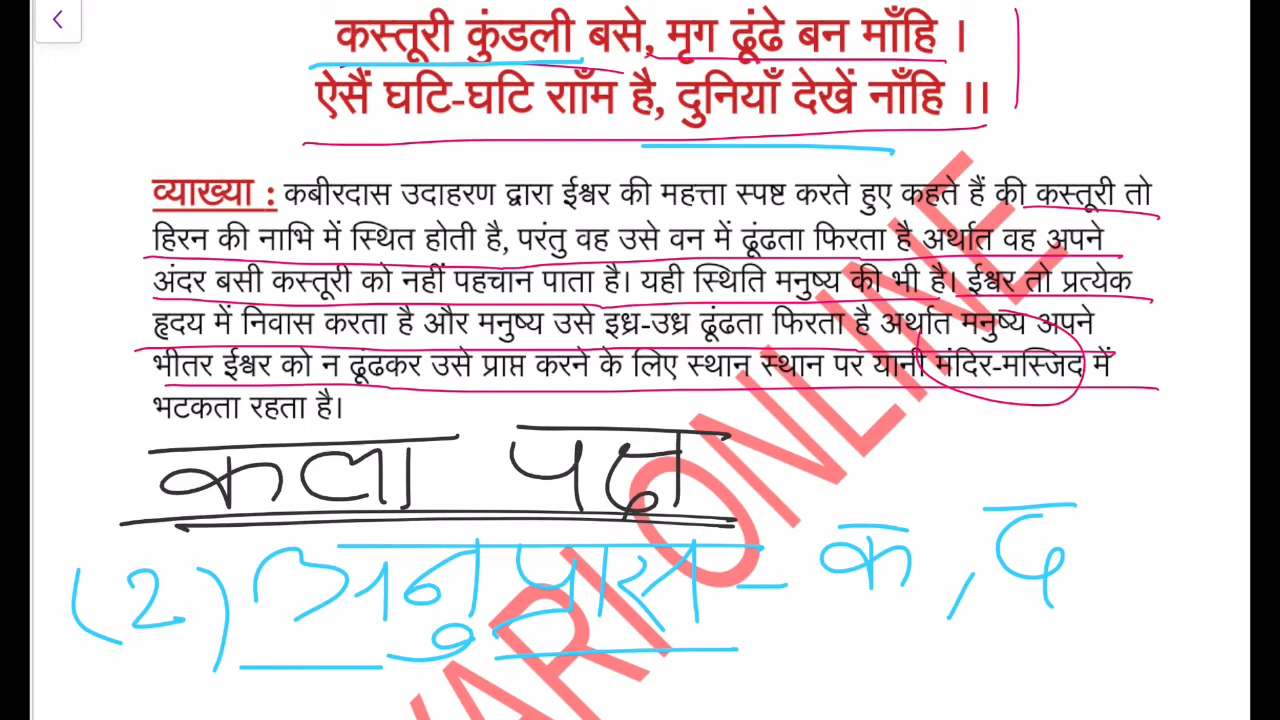 कस्तूरी कुंडली बसे, मृग ढूंढे बन माँहि ।
ऐसैं घटि-घटि राँम है, दुनियाँ देखें नाँहि ।।
व्याख्या : कबीरदास उदाहरण द्वारा ईश्वर की महत्ता स्पष्ट करते हुए कहते हैं की कस्तूरी तो
हिरन की नाभि में स्थित होती है, परंतु वह उसे वन में ढूंढता फिरता है अर्थात वह अपने
अंदर बसी कस्तूरी को नहीं पहचान पाता है। यही स्थिति मनुष्य की भी है। ईश्वर तो प्रत्येक
हृदय में निवास करता है और मनुष्य उसे इध्र-उध्र ढूंढता फिरता है अर्थात मनुष्य अपने
भीतर ईश्वर को न ढूंढकर उसे प्राप्त करने के लिए स्थान स्थान पर यानी मंदिर-मस्जिद में
भटकता रहता है।
कला पक्ष
(2) अनुप्रास - क , द
ARI ONLINE